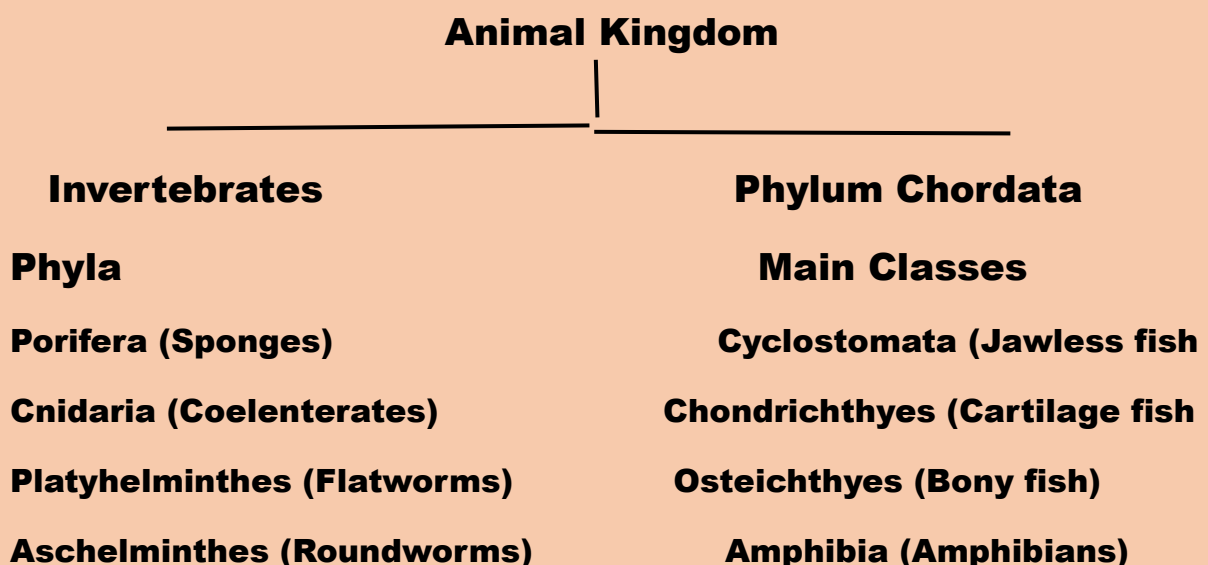 Animal Kingdom
Invertebrates Phylum Chordata
Phyla Main Classes
Porifera (Sponges) Cyclostomata (Jawless fish
Cnidaria (Coelenterates) Chondrichthyes (Cartilage fish
Platyhelminthes (Flatworms) Osteichthyes (Bony fish)
Aschelminthes (Roundworms) Amphibia (Amphibians)